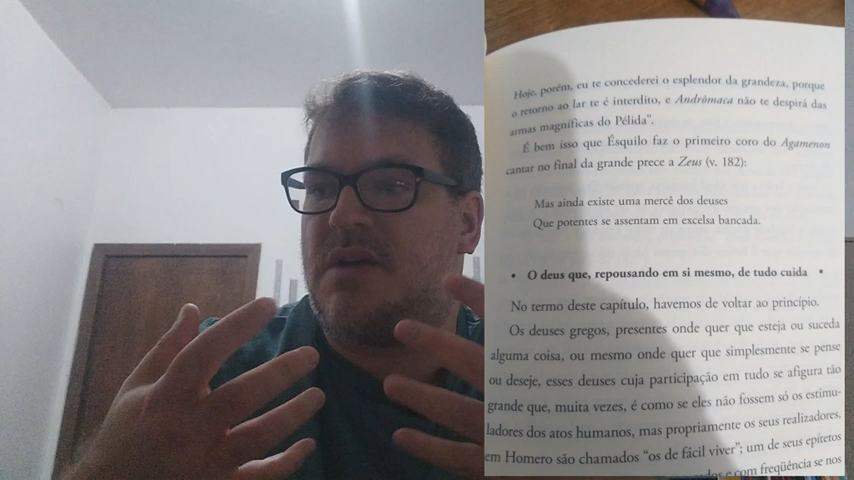 Hoje, porém, eu te concederei o esplendor da grandeza, porque
o retorno ao lar te é interdito, e Andrômaca não te despirá das
armas magníficas do Pélida".
É bem isso que Ésquilo faz o primeiro coro do Agamenon
cantar no final da grande prece a Zeus (v. 182):
Mas ainda existe uma mercê dos deuses
Que potentes se assentam em excelsa bancada.
• O deus que, repousando em si mesmo, de tudo cuida •
No termo deste capítulo, havemos de voltar ao princípio.
Os deuses gregos, presentes onde quer que esteja ou suceda
alguma coisa, ou mesmo onde quer que simplesmente se pense
ou deseje, esses deuses cuja participação em tudo se afigura tão
grande que, muitas vezes, é como se eles não fossem só os estimu-
ladores dos atos humanos, mas propriamente os seus realizadores,
em Homero são chamados "os de fácil viver"; um de seus epítetos
e com freqüência se nos